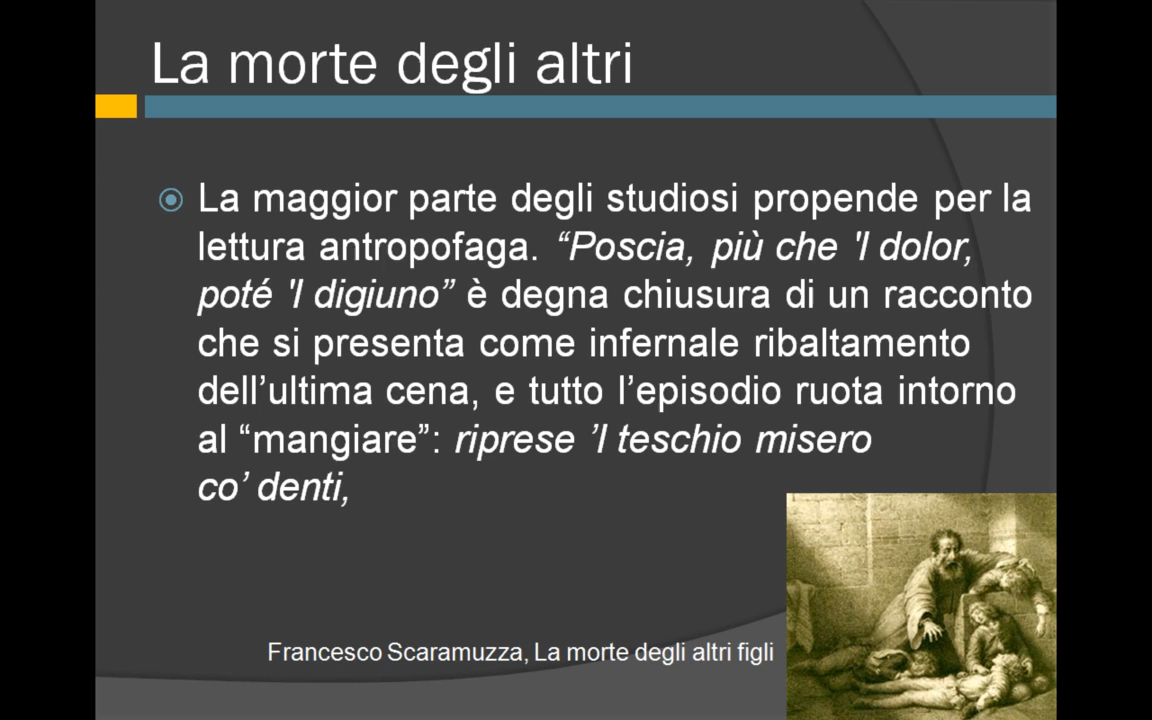 La morte degli altri
La maggior parte degli studiosi propende per la
lettura antropofaga. “Poscia, più che 'l dolor,
poté 'l digiuno” è degna chiusura di un racconto
che si presenta come infernale ribaltamento
dell’ultima cena, e tutto l’episodio ruota intorno
al “mangiare”: riprese ’l teschio misero
co’ denti,
Francesco Scaramuzza, La morte degli altri figli